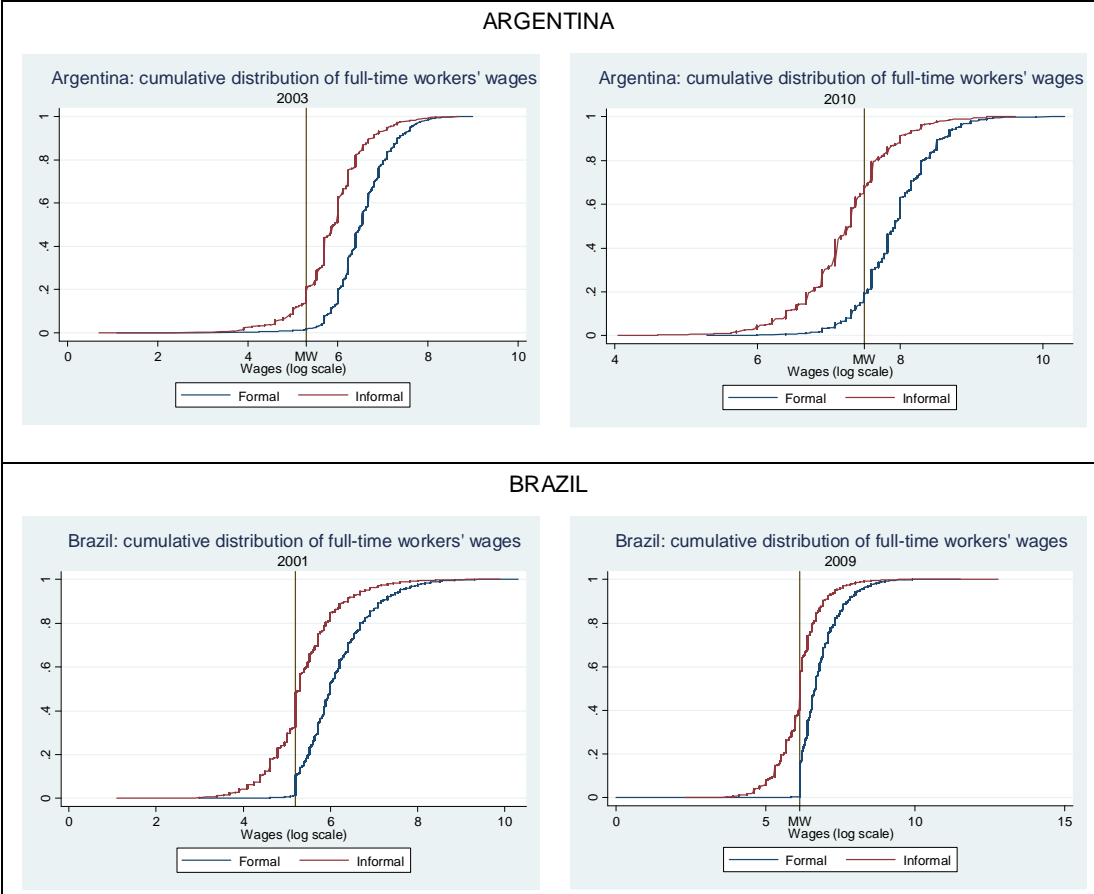 ARGENTINA
Argentina: cumulative distribution of full-time workers' wages
2003
1
.8
.6
.4
.2
0
0 2 4 MW 6 8 10
Wages (log scale)
Formal Informal
Argentina: cumulative distribution of full-time workers' wages
2010
1
.8
.6
.4
.2
0
4 6 MW 8 10
Wages (log scale)
Formal Informal
BRAZIL
Brazil: cumulative distribution of full-time workers' wages
2001
1
.8
.6
.4
.2
0
0 2 4 6 8 10
Wages (log scale)
Formal Informal
Brazil: cumulative distribution of full-time workers' wages
2009
1
.8
.6
.4
.2
0
0 5 MW 10 15
Wages (log scale)
Formal Informal